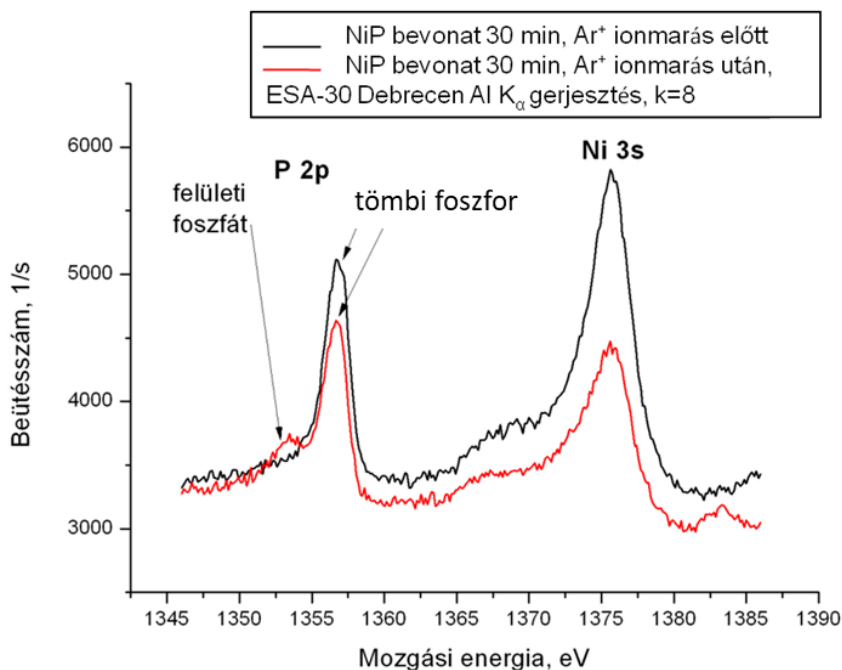 NiP bevonat 30 min, Ar⁺ ionmarás előtt
NiP bevonat 30 min, Ar⁺ ionmarás után,
ESA-30 Debrecen Al Kα gerjesztés, k=8
6000
5000
4000
3000
Beütésszám, 1/s
P 2p
Ni 3s
felületi
foszfát
tömbi foszfor
1345 1350 1355 1360 1365 1370 1375 1380 1385 1390
Mozgási energia, eV